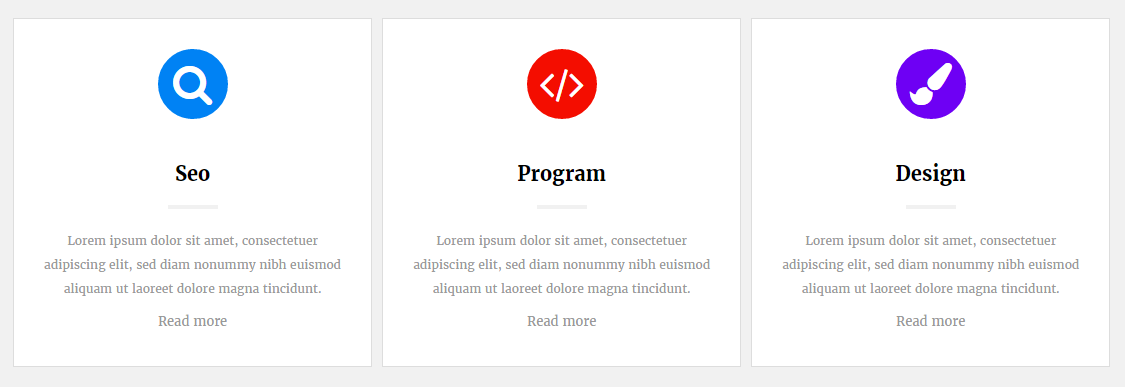 Seo
Lorem ipsum dolor sit amet, consectetuer
adipiscing elit, sed diam nonummy nibh euismod
aliquam ut laoreet dolore magna tincidunt.
Read more
Program
Lorem ipsum dolor sit amet, consectetuer
adipiscing elit, sed diam nonummy nibh euismod
aliquam ut laoreet dolore magna tincidunt.
Read more
Design
Lorem ipsum dolor sit amet, consectetuer
adipiscing elit, sed diam nonummy nibh euismod
aliquam ut laoreet dolore magna tincidunt.
Read more